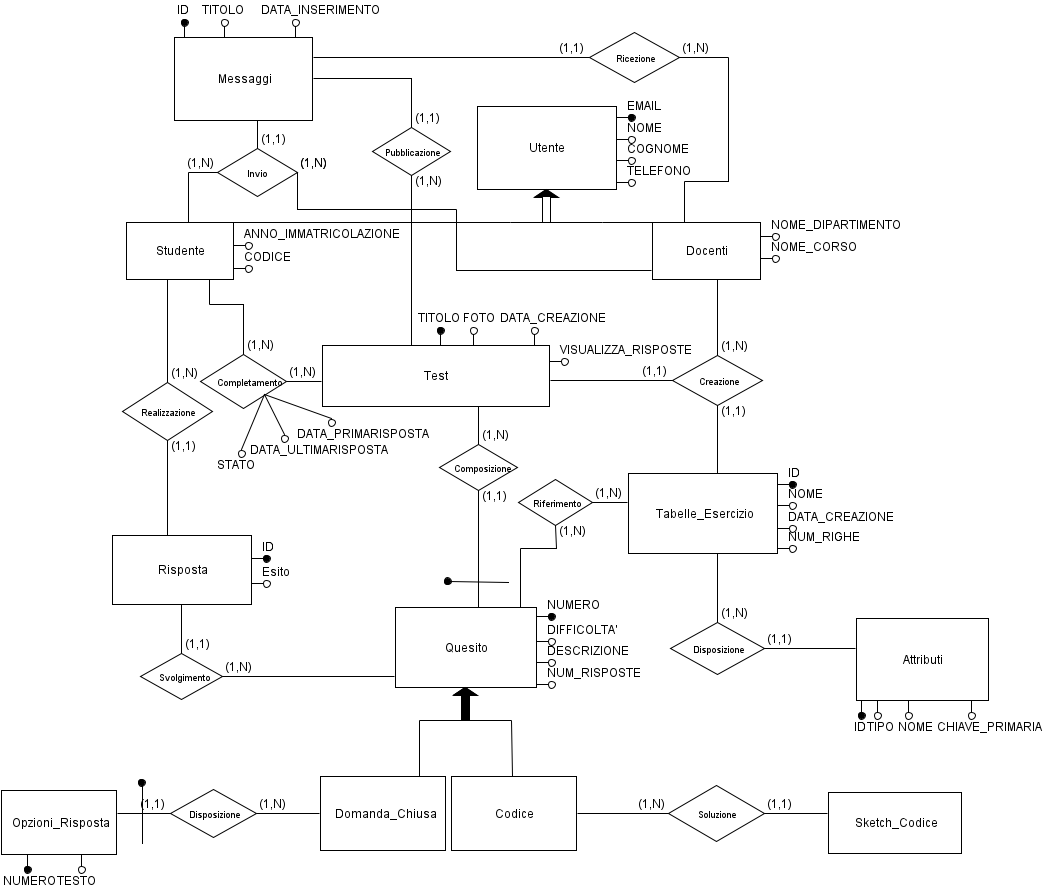 ID TITOLO DATA_INSERIMENTO
Messaggi
(1,1) Ricezione (1,N)
(1,1)
Pubblicazione
(1,N)
Utente
EMAIL
NOME
COGNOME
TELEFONO
(1,1)
(1,N) Invio (1,N)
Studente
ANNO_IMMATRICOLAZIONE
CODICE
Docenti
NOME_DIPARTIMENTO
NOME_CORSO
TITOLO FOTO DATA_CREAZIONE
Test
VISUALIZZA_RISPOSTE
(1,N)
Completamento (1,N)
DATA_PRIMARISPOSTA
DATA_ULTIMARISPOSTA
STATO
(1,N)
Realizzazione
(1,1)
(1,N)
(1,1) Creazione
(1,1)
(1,N)
Composizione
(1,1)
Riferimento (1,N)
(1,N)
Tabelle_Esercizio
ID
NOME
DATA_CREAZIONE
NUM_RIGHE
Risposta
ID
Esito
(1,1)
Svolgimento (1,N)
Quesito
NUMERO
DIFFICOLTA'
DESCRIZIONE
NUM_RISPOSTE
(1,N)
Disposizione (1,1)
Attributi
ID TIPO NOME CHIAVE_PRIMARIA
Opzioni_Risposta
NUMERO TESTO
(1,1) Disposizione (1,N)
Domanda_Chiusa
Codice
(1,N) Soluzione (1,1)
Sketch_Codice